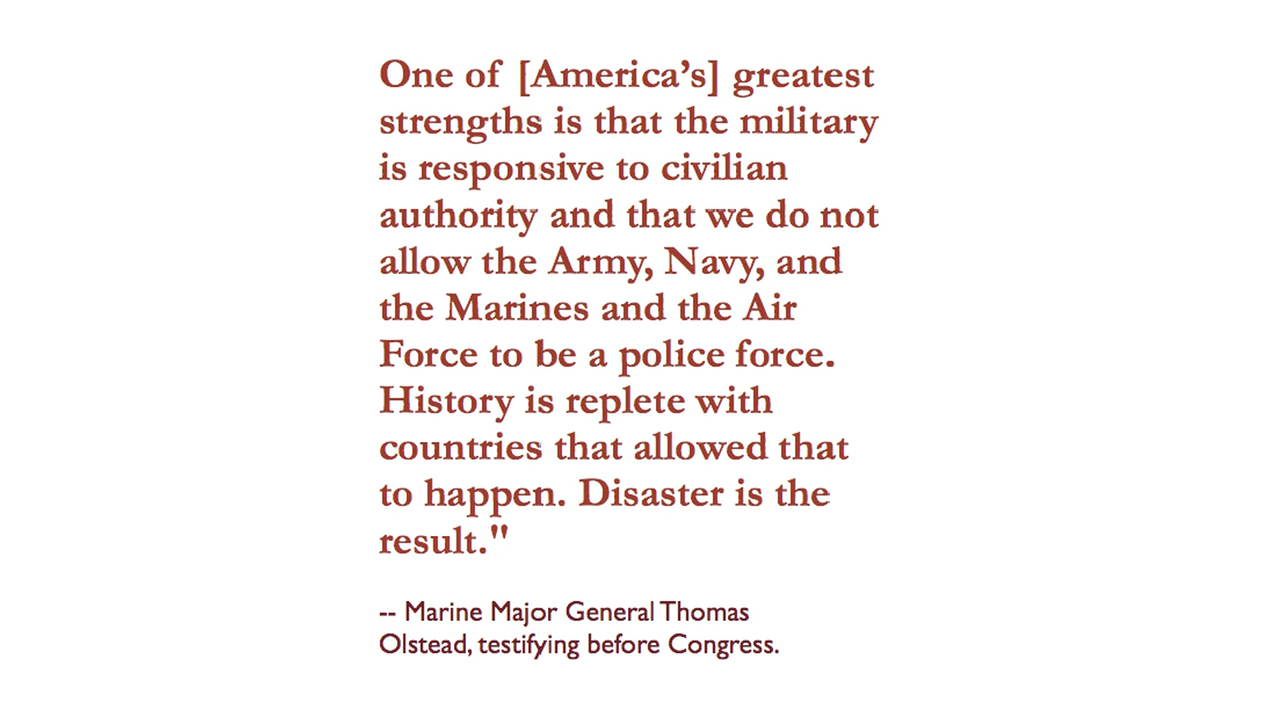 One of [America’s] greatest
strengths is that the military
is responsive to civilian
authority and that we do not
allow the Army, Navy, and
the Marines and the Air
Force to be a police force.
History is replete with
countries that allowed that
to happen. Disaster is the
result."
-- Marine Major General Thomas
Olstead, testifying before Congress.